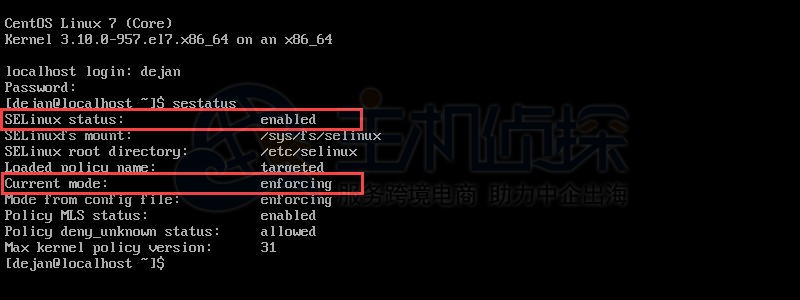 CentOS Linux 7 (Core)
Kernel 3.10.0-957.el7.x86_64 on an x86_64
localhost login: dejan
Password:
[dejan@localhost ~]$ sestatus
SELinux status: enabled
SELinuxfs mount: /sys/fs/selinux
SELinux root directory: /etc/selinux
Loaded policy name: targeted
Current mode: enforcing
Mode from config file: enforcing
Policy MLS status: enabled
Policy deny_unknown status: allowed
Max kernel policy version: 31
[dejan@localhost ~]$
主机侦探
服务跨境电商 助力中企出海